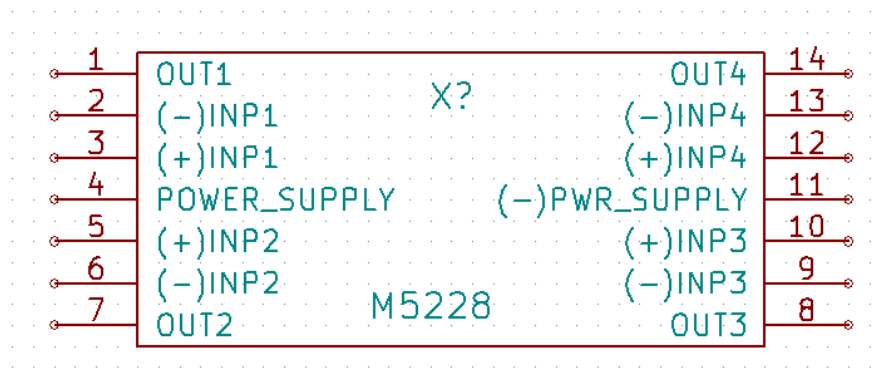 1 OUT1 OUT4 14
X?
2 (-)INP1 (-)INP4 13
3 (+)INP1 (+)INP4 12
4 POWER_SUPPLY (-)PWR_SUPPLY 11
5 (+)INP2 (+)INP3 10
6 (-)INP2 (-)INP3 9
M5228
7 OUT2 OUT3 8